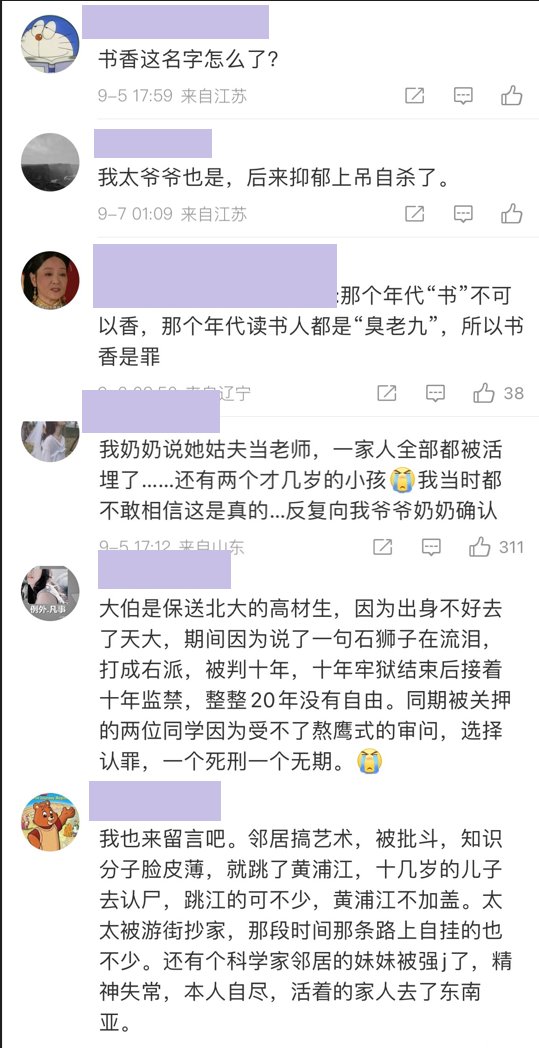 书香这名字怎么了?
9-5 17:59 来自江苏
我太爷爷也是，后来抑郁上吊自杀了。
9-7 01:09 来自江苏
:那个年代“书”不可
以香，那个年代读书人都是“臭老九”，所以书
香是罪
来自辽宁
38
我奶奶说她姑夫当老师，一家人全部都被活
埋了……还有两个才几岁的小孩😭我当时都
不敢相信这是真的…反复向我爷爷奶奶确认
9-5 17:12 来自山东
311
例外.凡事
大伯是保送北大的高材生，因为出身不好去
了天大，期间因为说了一句石狮子在流泪，
打成右派，被判十年，十年牢狱结束后接着
十年监禁，整整20年没有自由。同期被关押
的两位同学因为受不了熬鹰式的审问，选择
认罪，一个死刑一个无期。😭
我也来留言吧。邻居搞艺术，被批斗，知识
分子脸皮薄，就跳了黄浦江，十几岁的儿子
去认尸，跳江的可不少，黄浦江不加盖。太
太被游街抄家，那段时间那条路上自挂的也
不少。还有个科学家邻居的妹妹被强j了，精
神失常，本人自尽，活着的家人去了东南
亚。